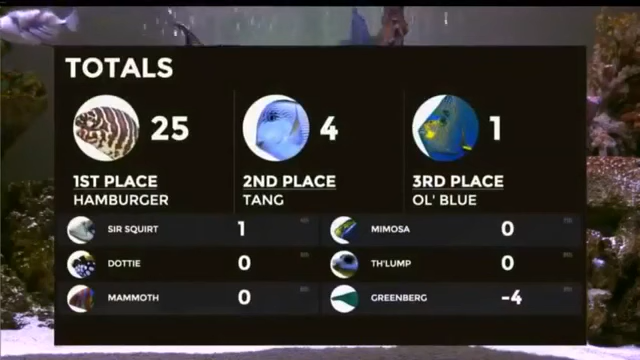 TOTALS
25
4
1
1ST PLACE
HAMBURGER
2ND PLACE
TANG
3RD PLACE
OL' BLUE
SIR SQUIRT 1
MIMOSA 0
DOTTIE 0
TH'LUMP 0
MAMMOTH 0
GREENBERG -4